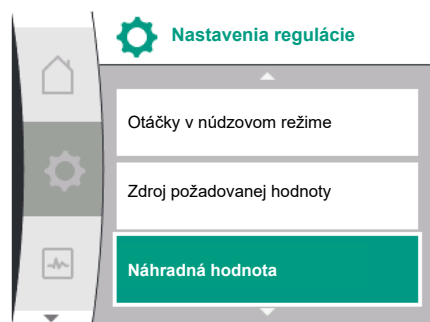 Nastavenia regulácie
Otáčky v núdzovom režime
Zdroj požadovanej hodnoty
Náhradná hodnota